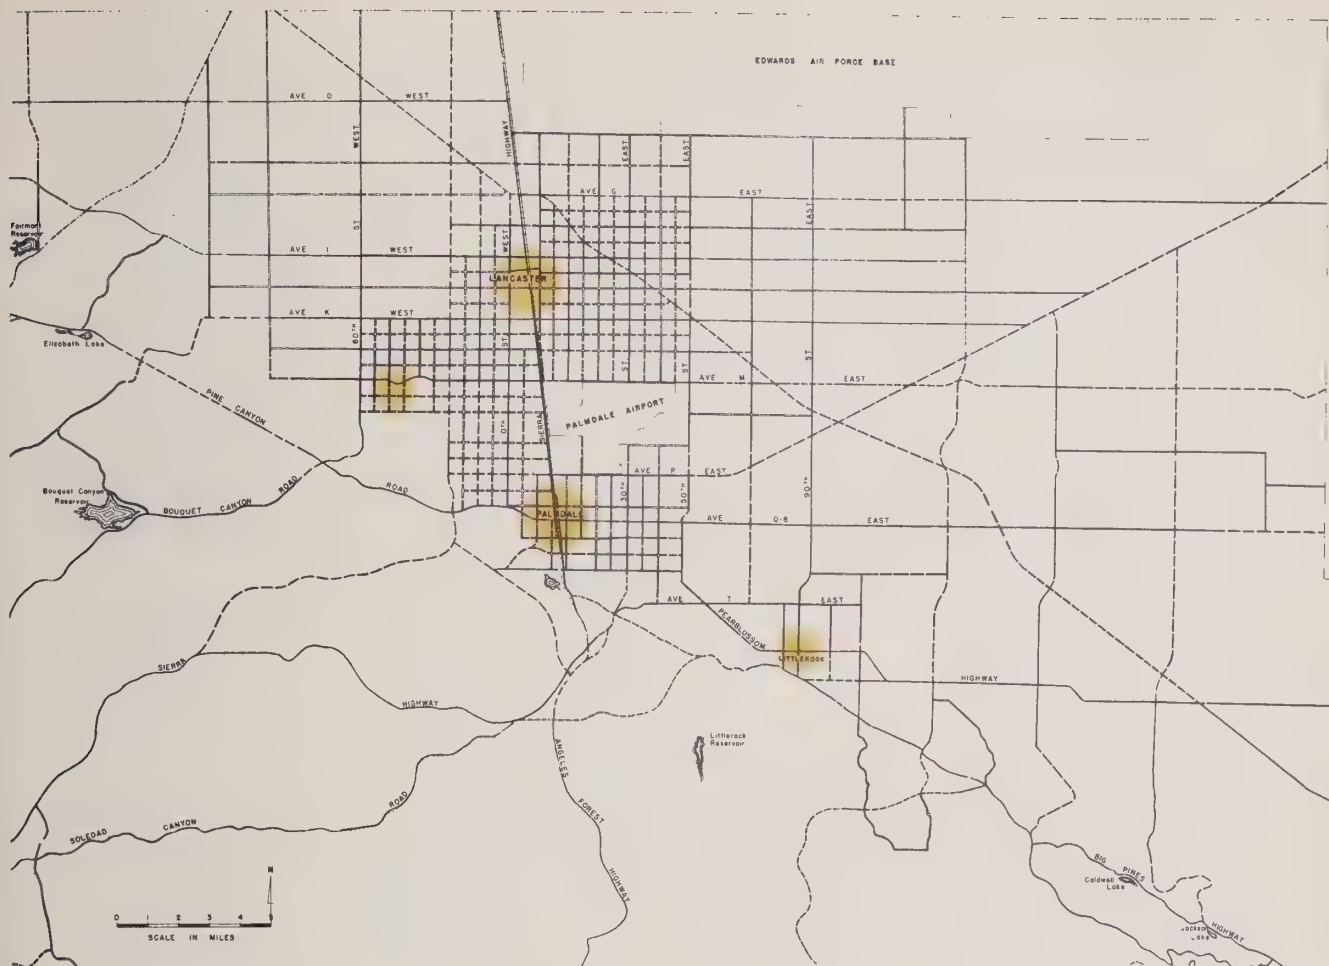 EDWARDS AIR FORCE BASE
AVE D WEST
WEST
HIGHWAY
EAST
EAST
AVE G EAST
EAST
Fairmont
Reservoir
ST
WEST
AVE I WEST
LANCASTER
AVE K WEST
60TH
ST
ST
ST
ST
Elizabeth Lake
AVE M EAST
PINE CANYON
PALMDALE AIRPORT
SIERRA
AVE P EAST
Bouquet Canyon
Reservoir
BOUQUET CANYON ROAD
ROAD
30TH
50TH
90TH
PALMDALE
AVE Q-8 EAST
AVE T EAST
PEARBLOSSOM
LITTLEROCK
HIGHWAY
SIERRA
HIGHWAY
Littlerock
Reservoir
ANGELES
FOREST
HIGHWAY
SOLEDAD CANYON ROAD
BIG PINES
Caldwell
Lake
HIGHWAY
Jackson
Lake
N
0 1 2 3 4 5
SCALE IN MILES